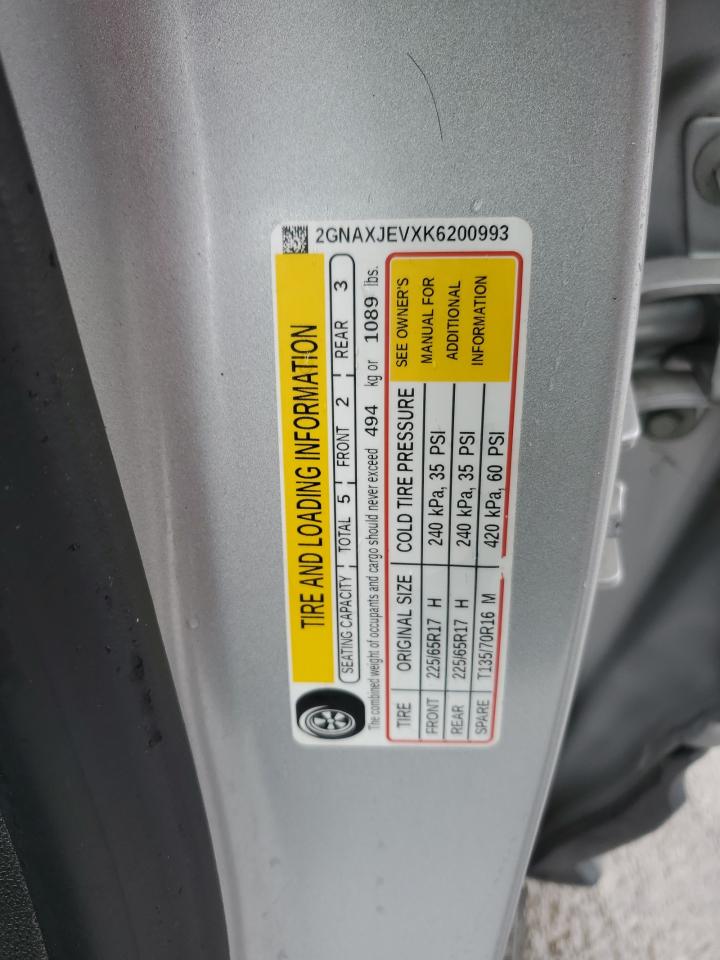 2GNAXJEVXK6200993
TIRE AND LOADING INFORMATION
SEATING CAPACITY TOTAL 5 FRONT 2 REAR 3
The combined weight of occupants and cargo should never exceed 494 kg or 1089 lbs.
TIRE ORIGINAL SIZE COLD TIRE PRESSURE SEE OWNER'S
FRONT 225/65R17 H 240 kPa, 35 PSI MANUAL FOR
REAR 225/65R17 H 240 kPa, 35 PSI ADDITIONAL
SPARE T135/70R16 M 420 kPa, 60 PSI INFORMATION